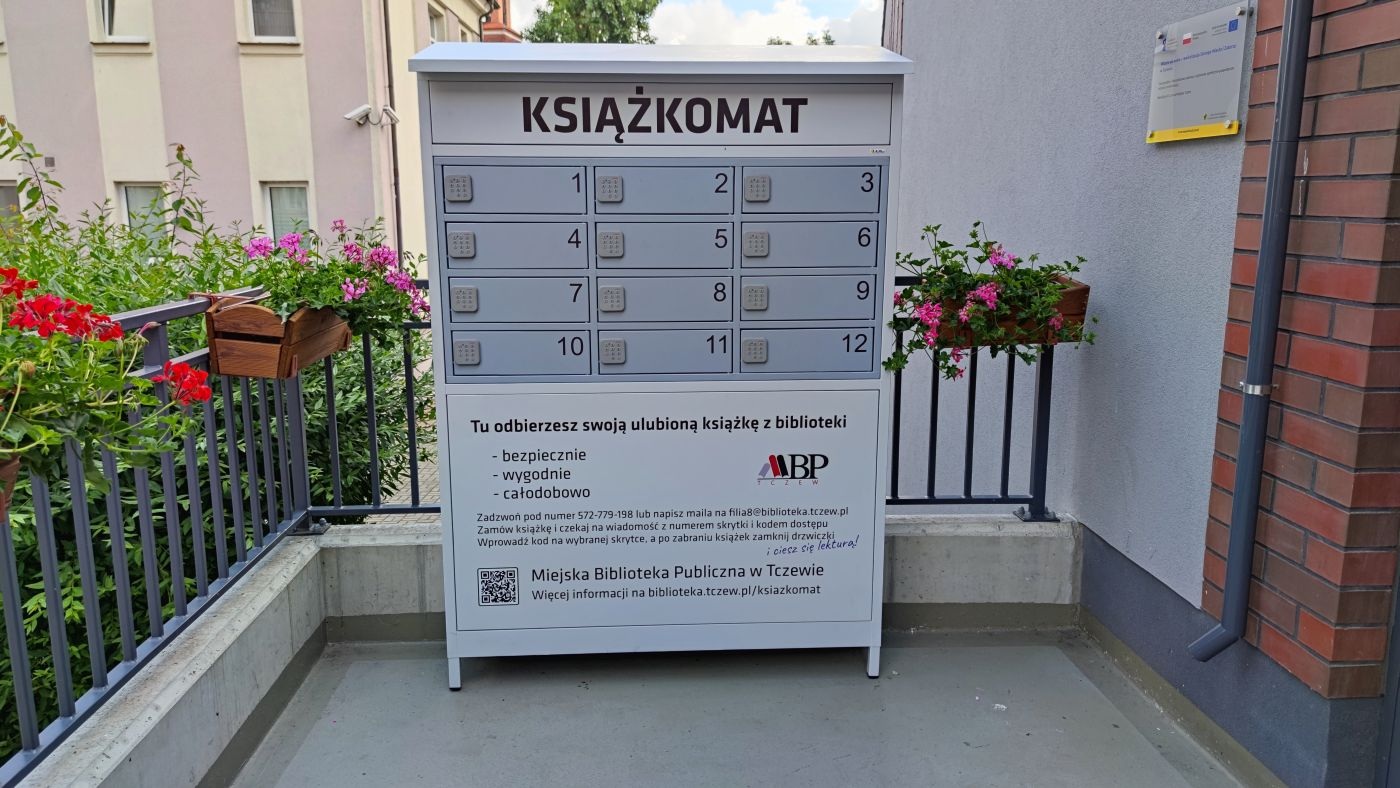 KSIĄŻKOMAT
1
2
3
4
5
6
7
8
9
10
11
12
Tu odbierzesz swoją ulubioną książkę z biblioteki
- bezpiecznie
- wygodnie
- całodobowo
MBP
TCZEW
Zadzwoń pod numer 572-779-198 lub napisz maila na filia8@biblioteka.tczew.pl
Zamów książkę i czekaj na wiadomość z numerem skrytki i kodem dostępu
Wprowadź kod na wybranej skrytce, a po zabraniu książek zamknij drzwiczki
i ciesz się lekturą!
Miejska Biblioteka Publiczna w Tczewie
Więcej informacji na biblioteka.tczew.pl/ksiazkomat